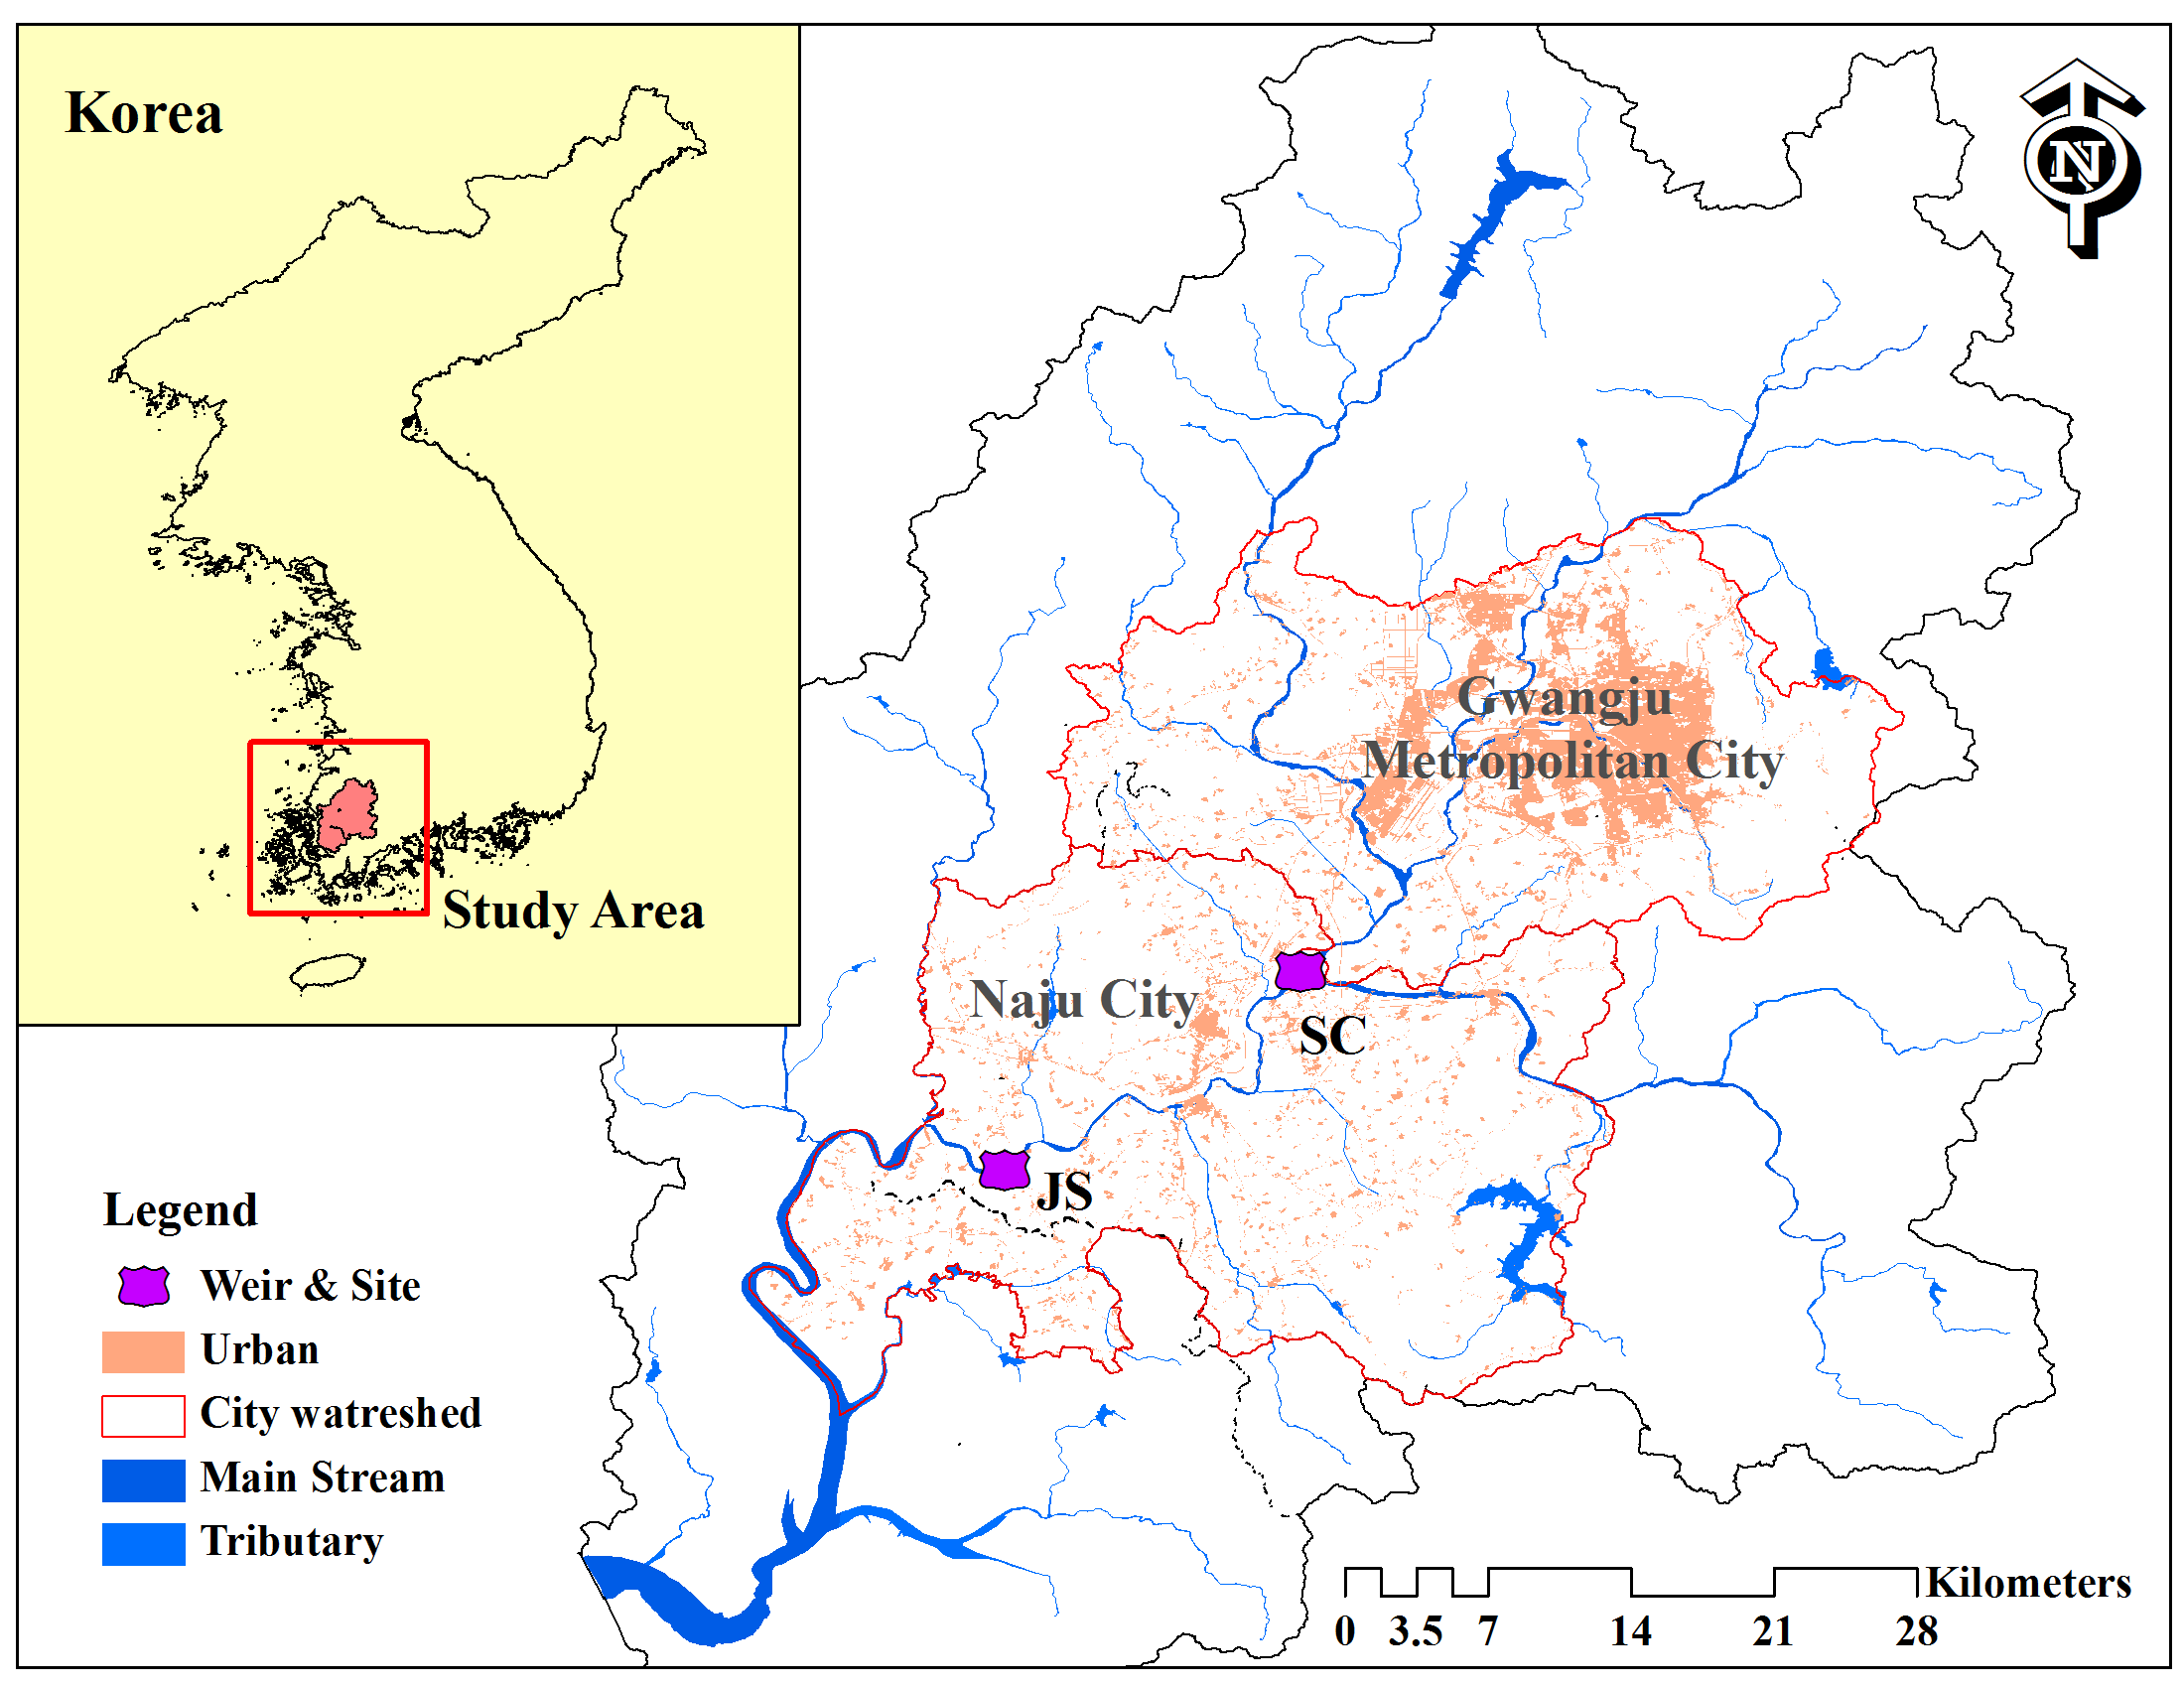 Korea
Study Area
N
Gwangju
Metropolitan City
Naju City
SC
JS
Legend
Weir & Site
Urban
City watreshed
Main Stream
Tributary
Kilometers
0 3.5 7 14 21 28